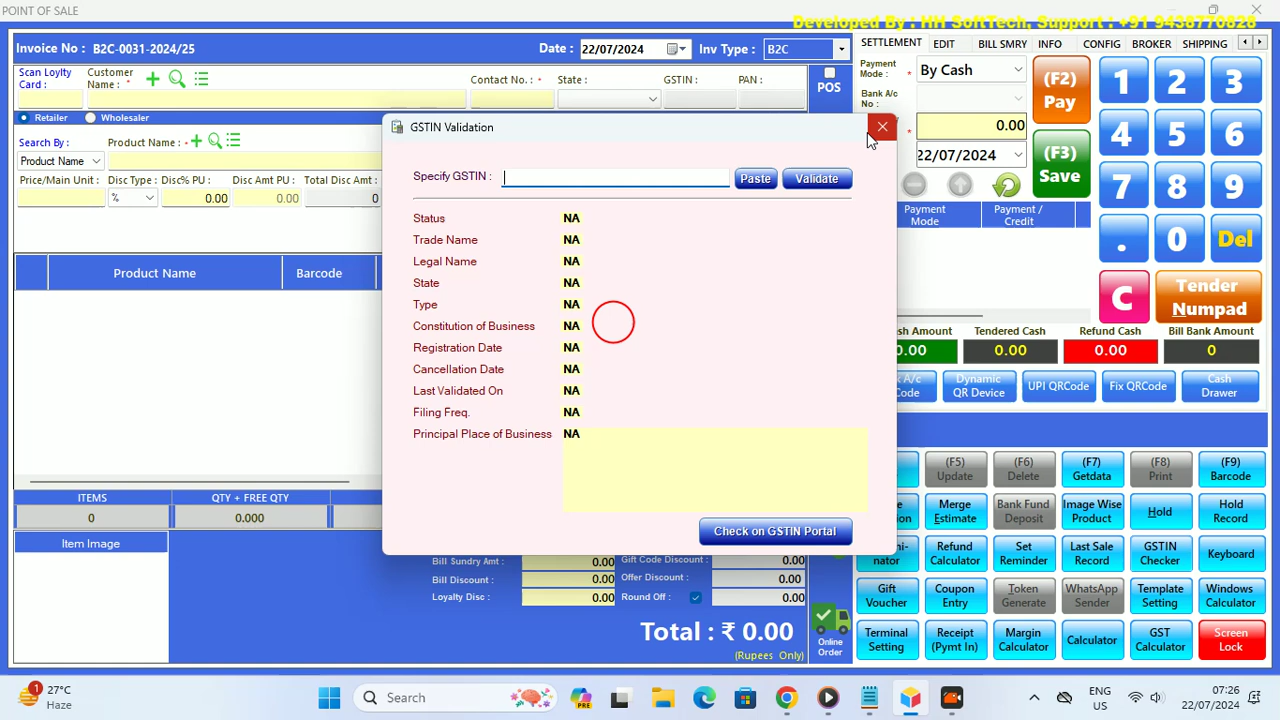 POINT OF SALE
Developed By : HH SoftTech, Support : +91 9438770828
Invoice No : B2C-0031-2024/25
Date : 22/07/2024 Inv Type : B2C
SETTLEMENT EDIT BILL SMRY INFO CONFIG BROKER SHIPPING
Scan Loylty Card :
Customer Name :
Contact No. : * State : GSTIN : PAN :
POS
Retailer Wholesaler
Search By : Product Name : *
Product Name
Price/Main Unit : Disc Type : Disc% PU : Disc Amt PU : Total Disc Amt :
% 0.00 0.00 0
Product Name Barcode
ITEMS QTY + FREE QTY
0 0.000
Item Image
GSTIN Validation
Specify GSTIN : Paste Validate
Status NA
Trade Name NA
Legal Name NA
State NA
Type NA
Constitution of Business NA
Registration Date NA
Cancellation Date NA
Last Validated On NA
Filing Freq. NA
Principal Place of Business NA
Check on GSTIN Portal
Bill Sundry Amt : 0.00 Gift Code Discount : 0.00
Bill Discount : 0.00 Offer Discount : 0.00
Loyalty Disc : 0.00 Round Off : 0.00
Total : ₹ 0.00
(Rupees Only)
Online Order
Payment Mode : * By Cash
Bank A/c No :
* 0.00
22/07/2024
(F2) Pay
(F3) Save
1 2 3
4 5 6
7 8 9
. 0 Del
C Tender Numpad
Payment Mode Payment / Credit
Amount Tendered Cash Refund Cash Bill Bank Amount
0.00 0.00 0.00 0
Dynamic QR Device UPI QRCode Fix QRCode Cash Drawer
(F5) Update (F6) Delete (F7) Getdata (F8) Print (F9) Barcode
Merge Estimate Bank Fund Deposit Image Wise Product Hold Hold Record
Refund Calculator Set Reminder Last Sale Record GSTIN Checker Keyboard
Gift Voucher Coupon Entry Token Generate WhatsApp Sender Template Setting Windows Calculator
Terminal Setting Receipt (Pymt In) Margin Calculator Calculator GST Calculator Screen Lock
1 27°C
Haze
Search
PRE
ENG
US
07:26
22/07/2024